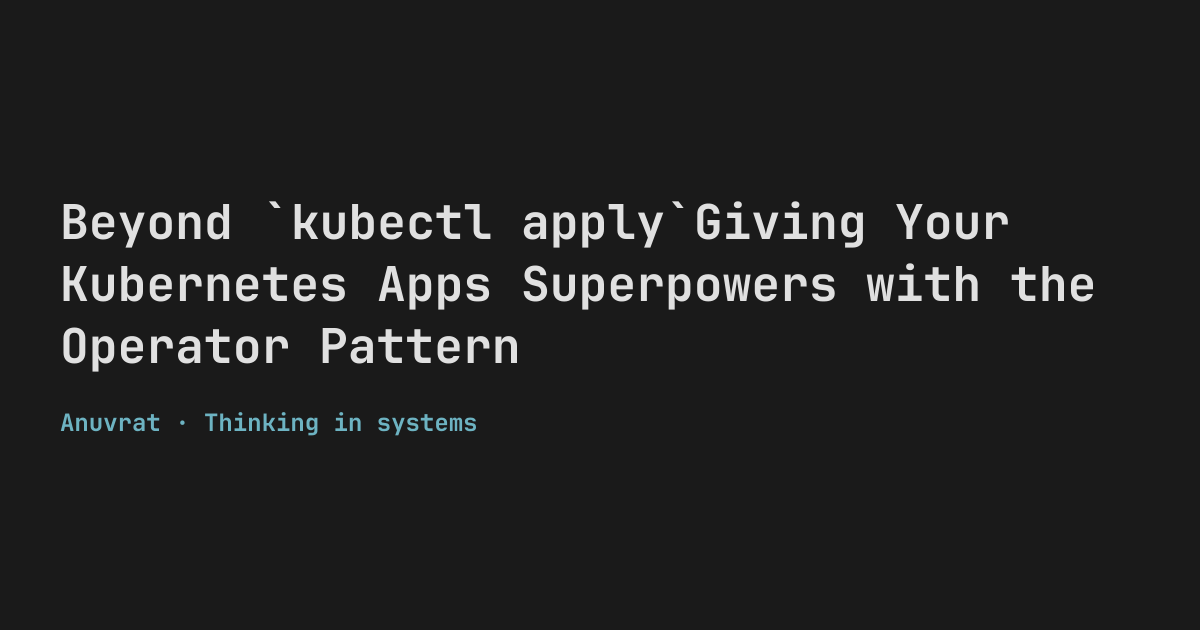 Beyond `kubectl apply`Giving Your
Kubernetes Apps Superpowers with the
Operator Pattern
Anuvrat · Thinking in systems